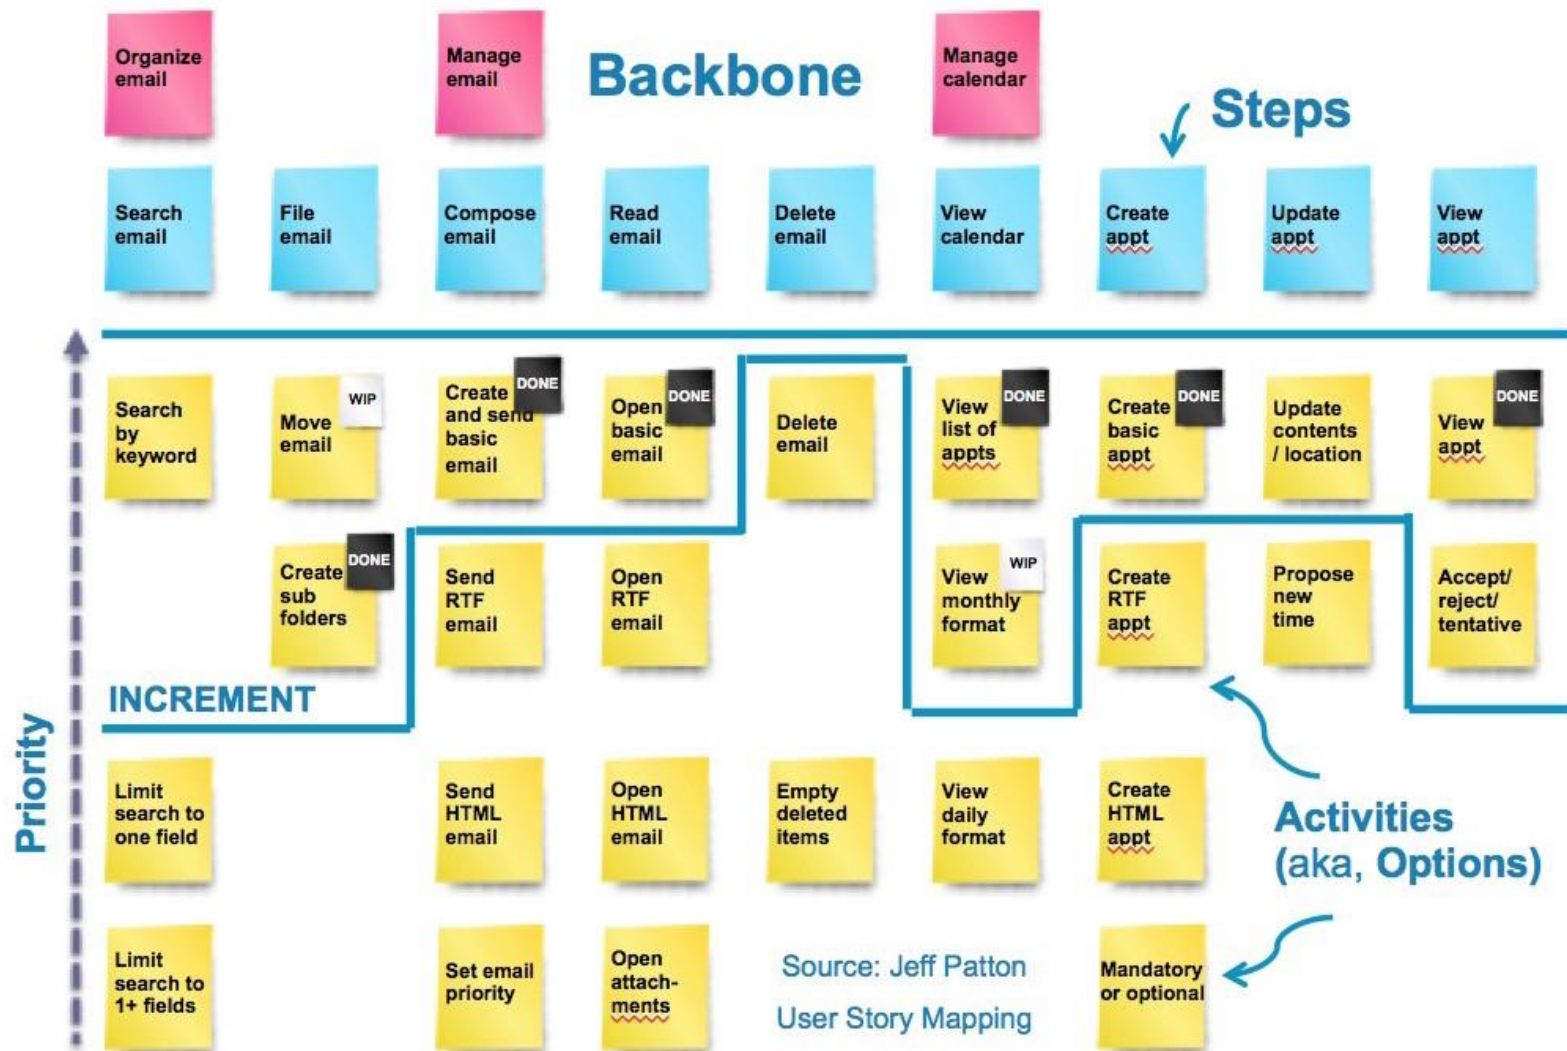 Organize
email
Manage
email
Backbone
Manage
calendar
Steps
Search
email
File
email
Compose
email
Read
email
Delete
email
View
calendar
Create
appt
Update
appt
View
appt
Priority
Search
by
keyword
Move
email
WIP
Create
and send
basic
email
DONE
Open
basic
email
DONE
Delete
email
View
list of
appts
DONE
Create
basic
appt
DONE
Update
contents
/ location
View
appt
DONE
Create
sub
folders
DONE
Send
RTF
email
Open
RTF
email
View
monthly
format
WIP
Create
RTF
appt
Propose
new
time
Accept/
reject/
tentative
INCREMENT
Limit
search to
one field
Send
HTML
email
Open
HTML
email
Empty
deleted
items
View
daily
format
Create
HTML
appt
Activities
(aka, Options)
Limit
search to
1+ fields
Set email
priority
Open
attach-
ments
Source: Jeff Patton
User Story Mapping
Mandatory
or optional